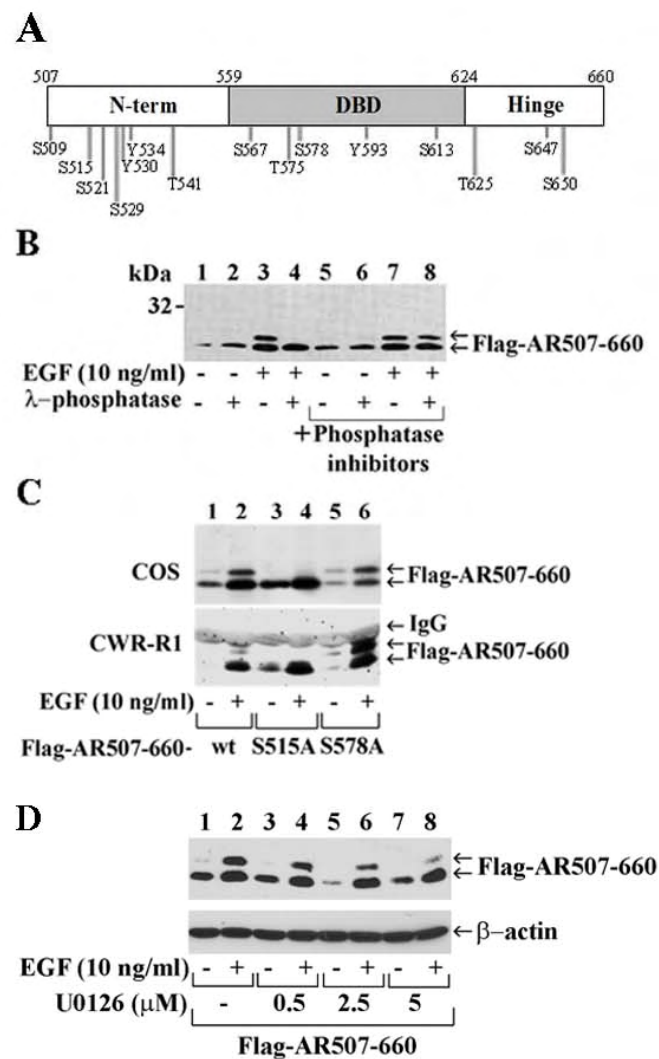 A
507 559 624 660
N-term DBD Hinge
S509 Y534 S567 S578 Y593 S613 S647
S515 Y530 T575
S521 T541 T625 S650
S529
B
kDa 1 2 3 4 5 6 7 8
32-
←
← Flag-AR507-660
EGF (10 ng/ml) - - + + - - + +
λ-phosphatase - + - + - + - +
+Phosphatase
inhibitors
C
1 2 3 4 5 6
COS
←
← Flag-AR507-660
← IgG
CWR-R1
←
← Flag-AR507-660
EGF (10 ng/ml) - + - + - +
Flag-AR507-660- wt S515A S578A
D
1 2 3 4 5 6 7 8
←
← Flag-AR507-660
← β-actin
EGF (10 ng/ml) - + - + - + - +
U0126 (μM) - 0.5 2.5 5
Flag-AR507-660